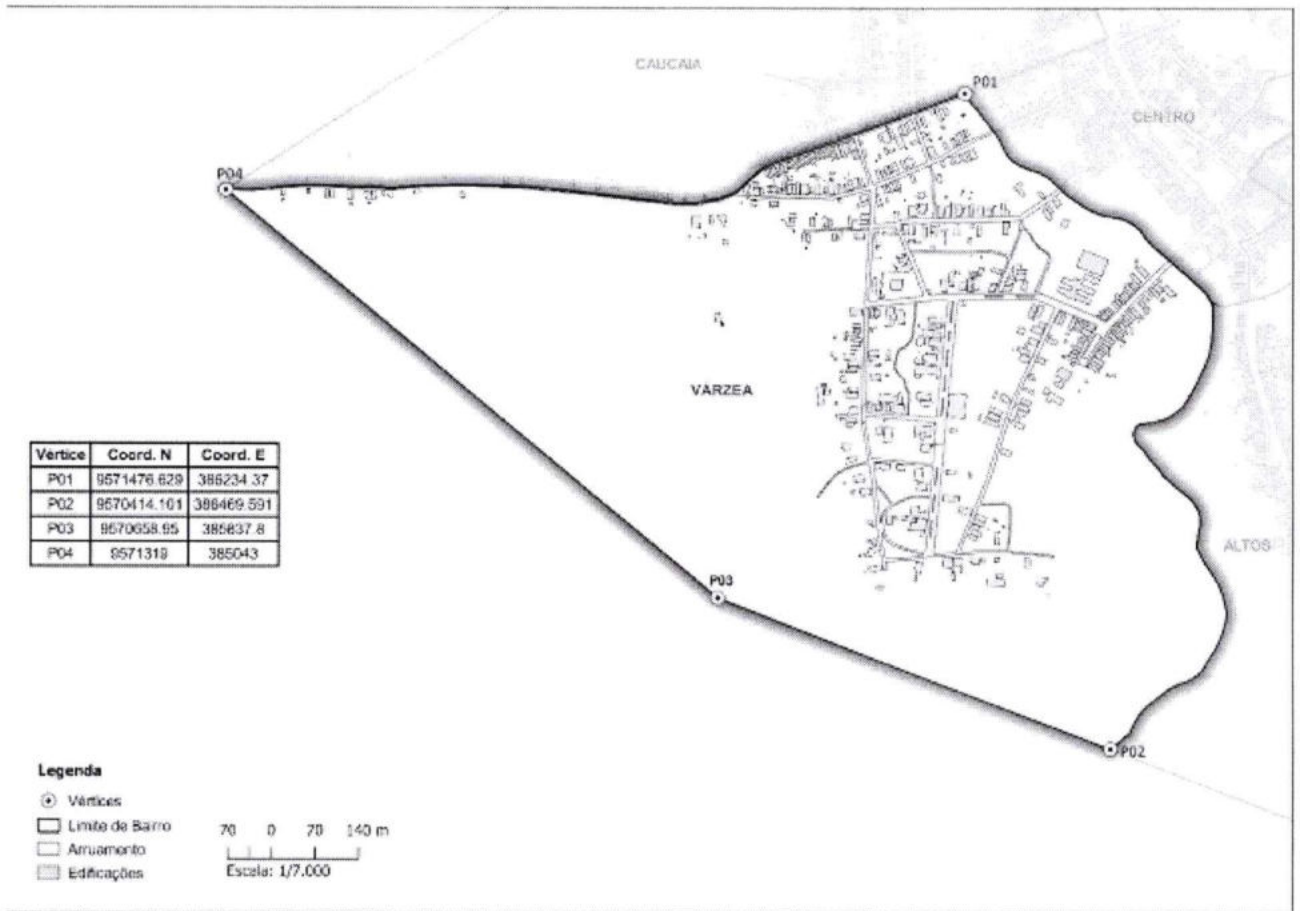 CAUCAIA
P01
CENTRO
P04
VÁRZEA
Vértice Coord. N Coord. E
P01 9571476.629 386234.37
P02 9570414.101 386469.591
P03 9570658.95 385837.8
P04 9571319 385043
ALTOS
P03
P02
Legenda
Vértices
Limite de Bairro
Arruamento
Edificações
70 0 70 140 m
Escala: 1/7.000